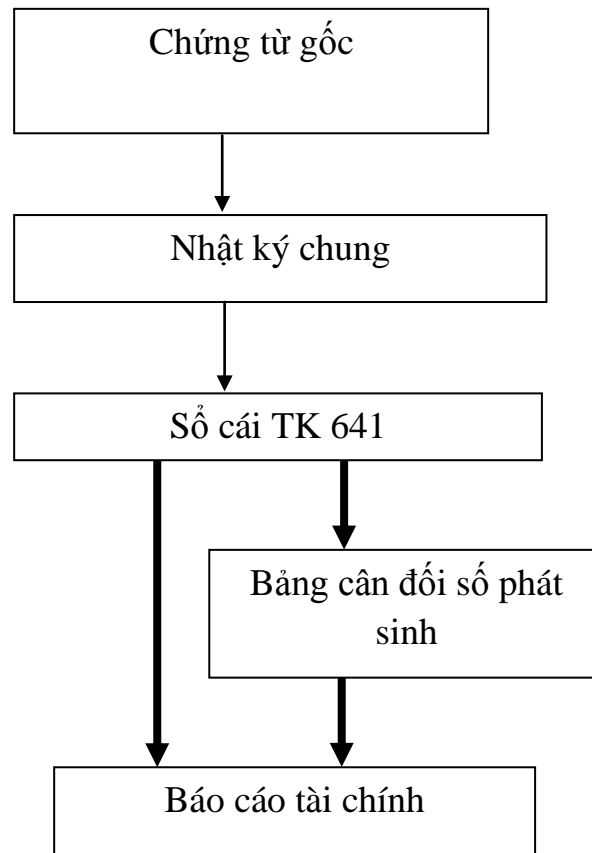 Chứng từ gốc
Nhật ký chung
Sổ cái TK 641
Bảng cân đối số phát
sinh
Báo cáo tài chính